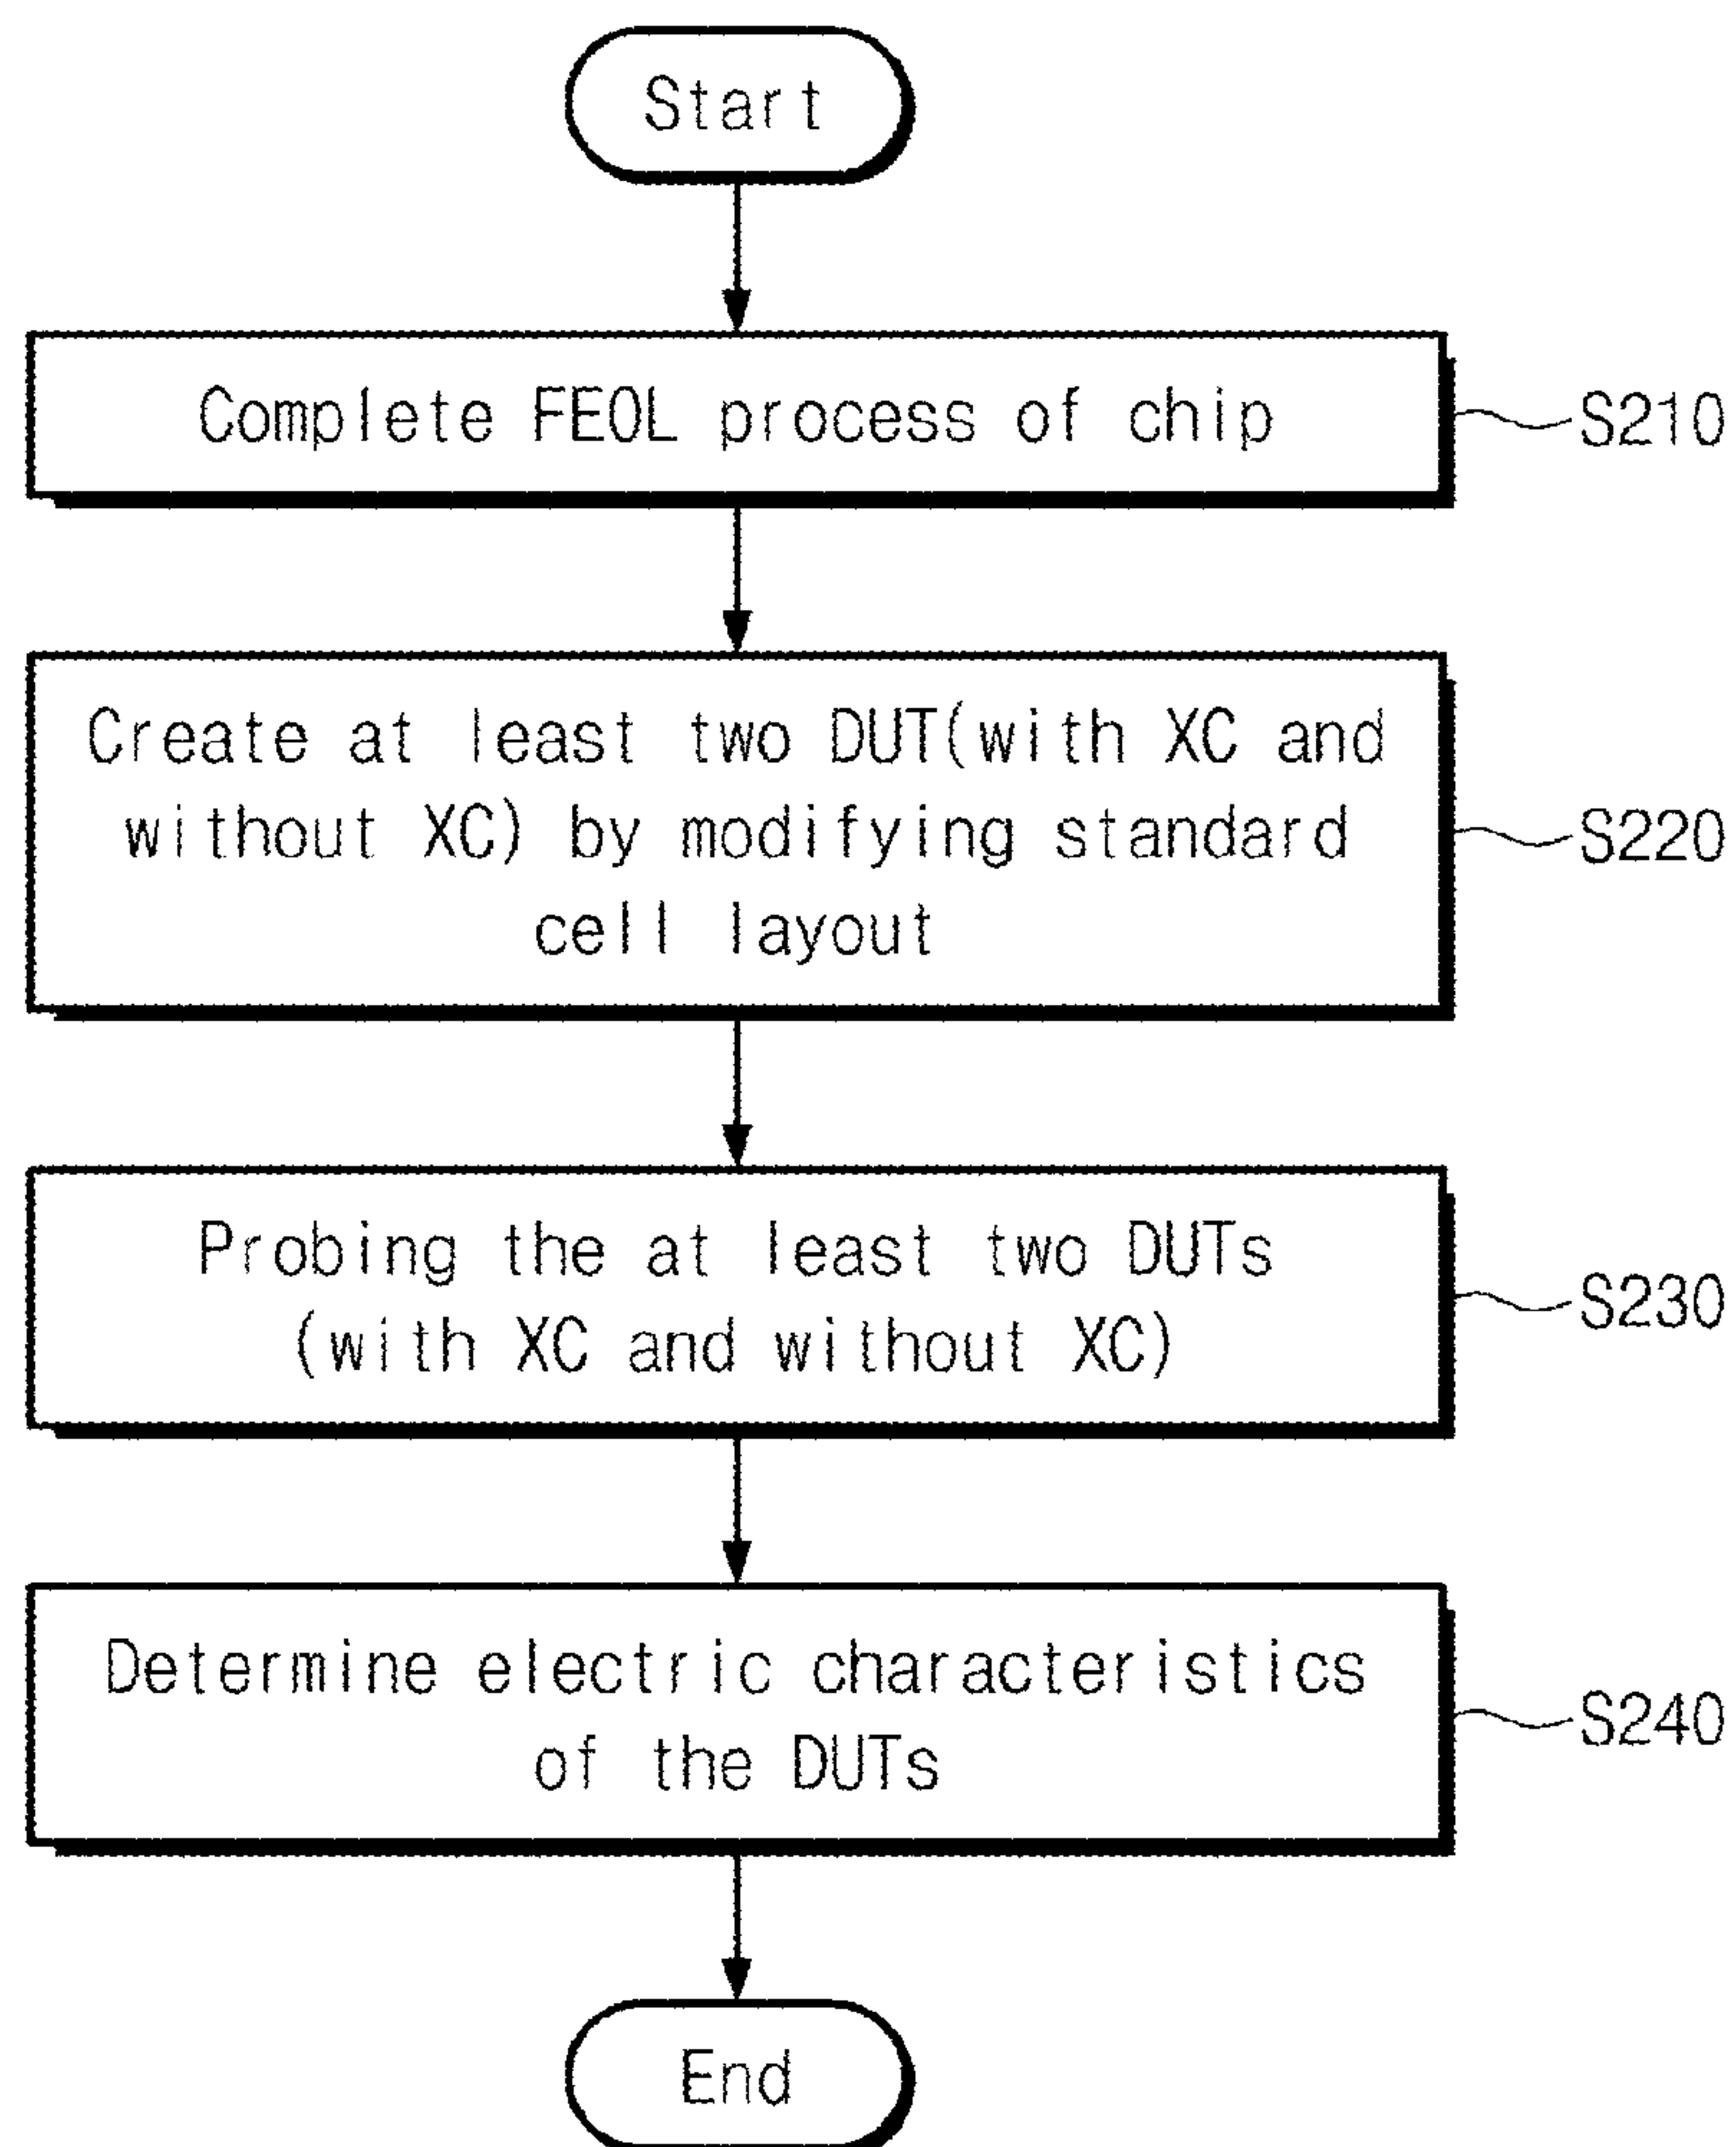 Start
Complete FEOL process of chip
S210
Create at least two DUT(with XC and
without XC) by modifying standard
cell layout
S220
Probing the at least two DUTs
(with XC and without XC)
S230
Determine electric characteristics
of the DUTs
S240
End